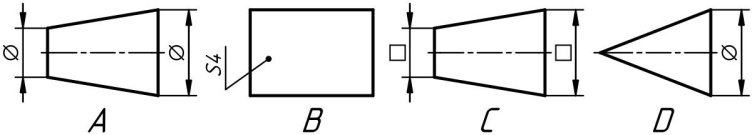 ⌀ ⌀ S4 □ □ ⌀
A B C D